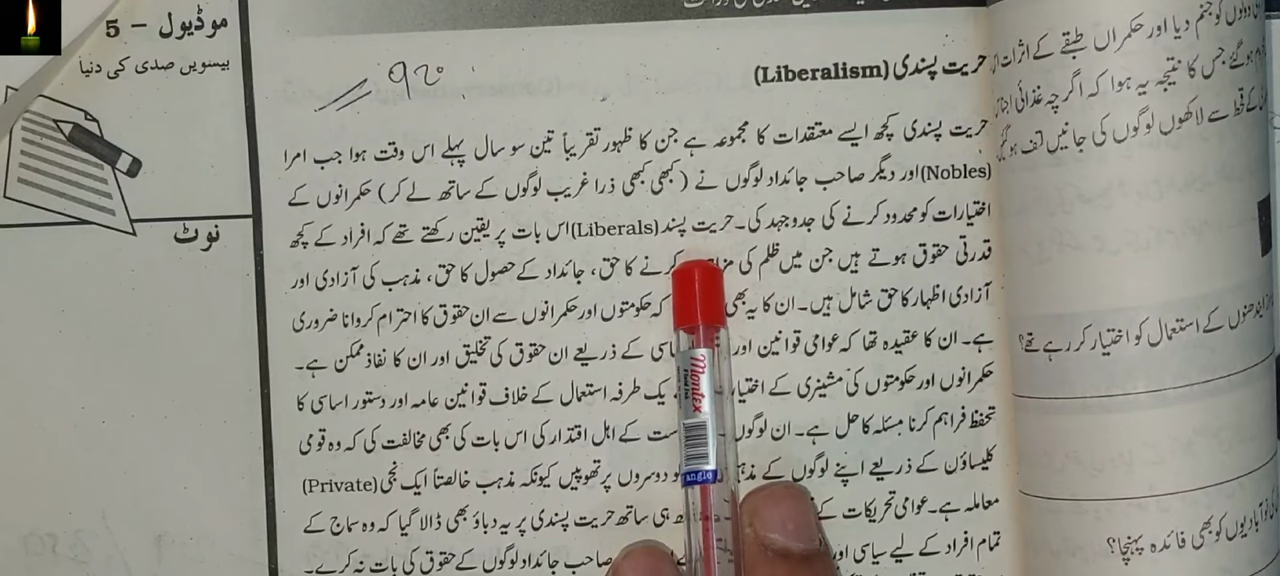 موڈیول – 5
بیسویں صدی کی دنیا
نوٹ
حریت پسندی (Liberalism)
حریت پسندی کچھ ایسے معتقدات کا مجموعہ ہے جن کا ظہور تقریباً تین سو سال پہلے اس وقت ہوا جب امرا
(Nobles) اور دیگر صاحب جائداد لوگوں نے (کبھی کبھی ذرا غریب لوگوں کے ساتھ لے کر) حکمرانوں کے
اختیارات کو محدود کرنے کی جدوجہد کی۔ حریت پسند (Liberals) اس بات پر یقین رکھتے تھے کہ افراد کے کچھ
قدرتی حقوق ہوتے ہیں جن میں ظلم کی کرنے کا حق، جائداد کے حصول کا حق، مذہب کی آزادی اور
آزادی اظہار کا حق شامل ہیں۔ ان کا یہ بھی کہ حکومتوں اور حکمرانوں سے ان حقوق کا احترام کروانا ضروری
ہے۔ ان کا عقیدہ تھا کہ عوامی قوانین اور کے ذریعے ان حقوق کی تخلیق اور ان کا نفاذ ممکن ہے۔
حکمرانوں اور حکومتوں کی مشینری کے یک طرفہ استعمال کے خلاف قوانین عامہ اور دستور اساسی کا
تحفظ فراہم کرنا مسئلہ کا حل ہے۔ ان لوگوں کے اہل اقتدار کی اس بات کی بھی مخالفت کی کہ وہ قومی
کلیساؤں کے ذریعے اپنے لوگوں کے دوسروں پر تھوپیں کیونکہ مذہب خالصتاً ایک نجی (Private)
معاملہ ہے۔ عوامی تحریکات کے ہی ساتھ حریت پسندی پر یہ دباؤ بھی ڈالا گیا کہ وہ سماج کے
تمام افراد کے لیے سیاسی اور صاحب جائداد لوگوں کے حقوق کی بات نہ کرے۔
Montex
anglo
کو جنم دیا اور حکمراں طبقے کے اثرات
ہو گئے جس کا نتیجہ یہ ہوا کہ اگرچہ غذائی
کے قحط سے لاکھوں لوگوں کی جانیں تلف
کے استعمال کو اختیار کر رہے تھے؟
کو بھی فائدہ پہنچا؟